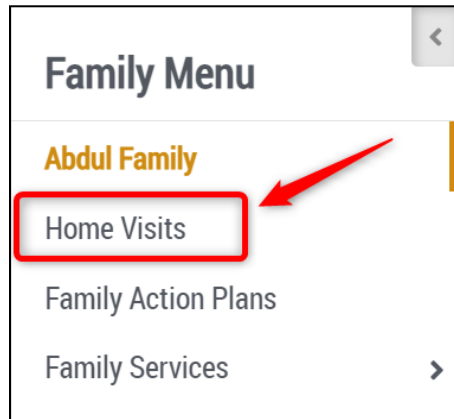 Family Menu
Abdul Family
Home Visits
Family Action Plans
Family Services